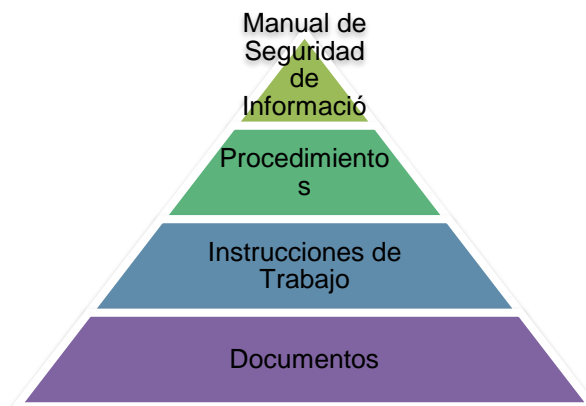 Manual de
Seguridad
de
Informació
Procedimiento
s
Instrucciones de
Trabajo
Documentos